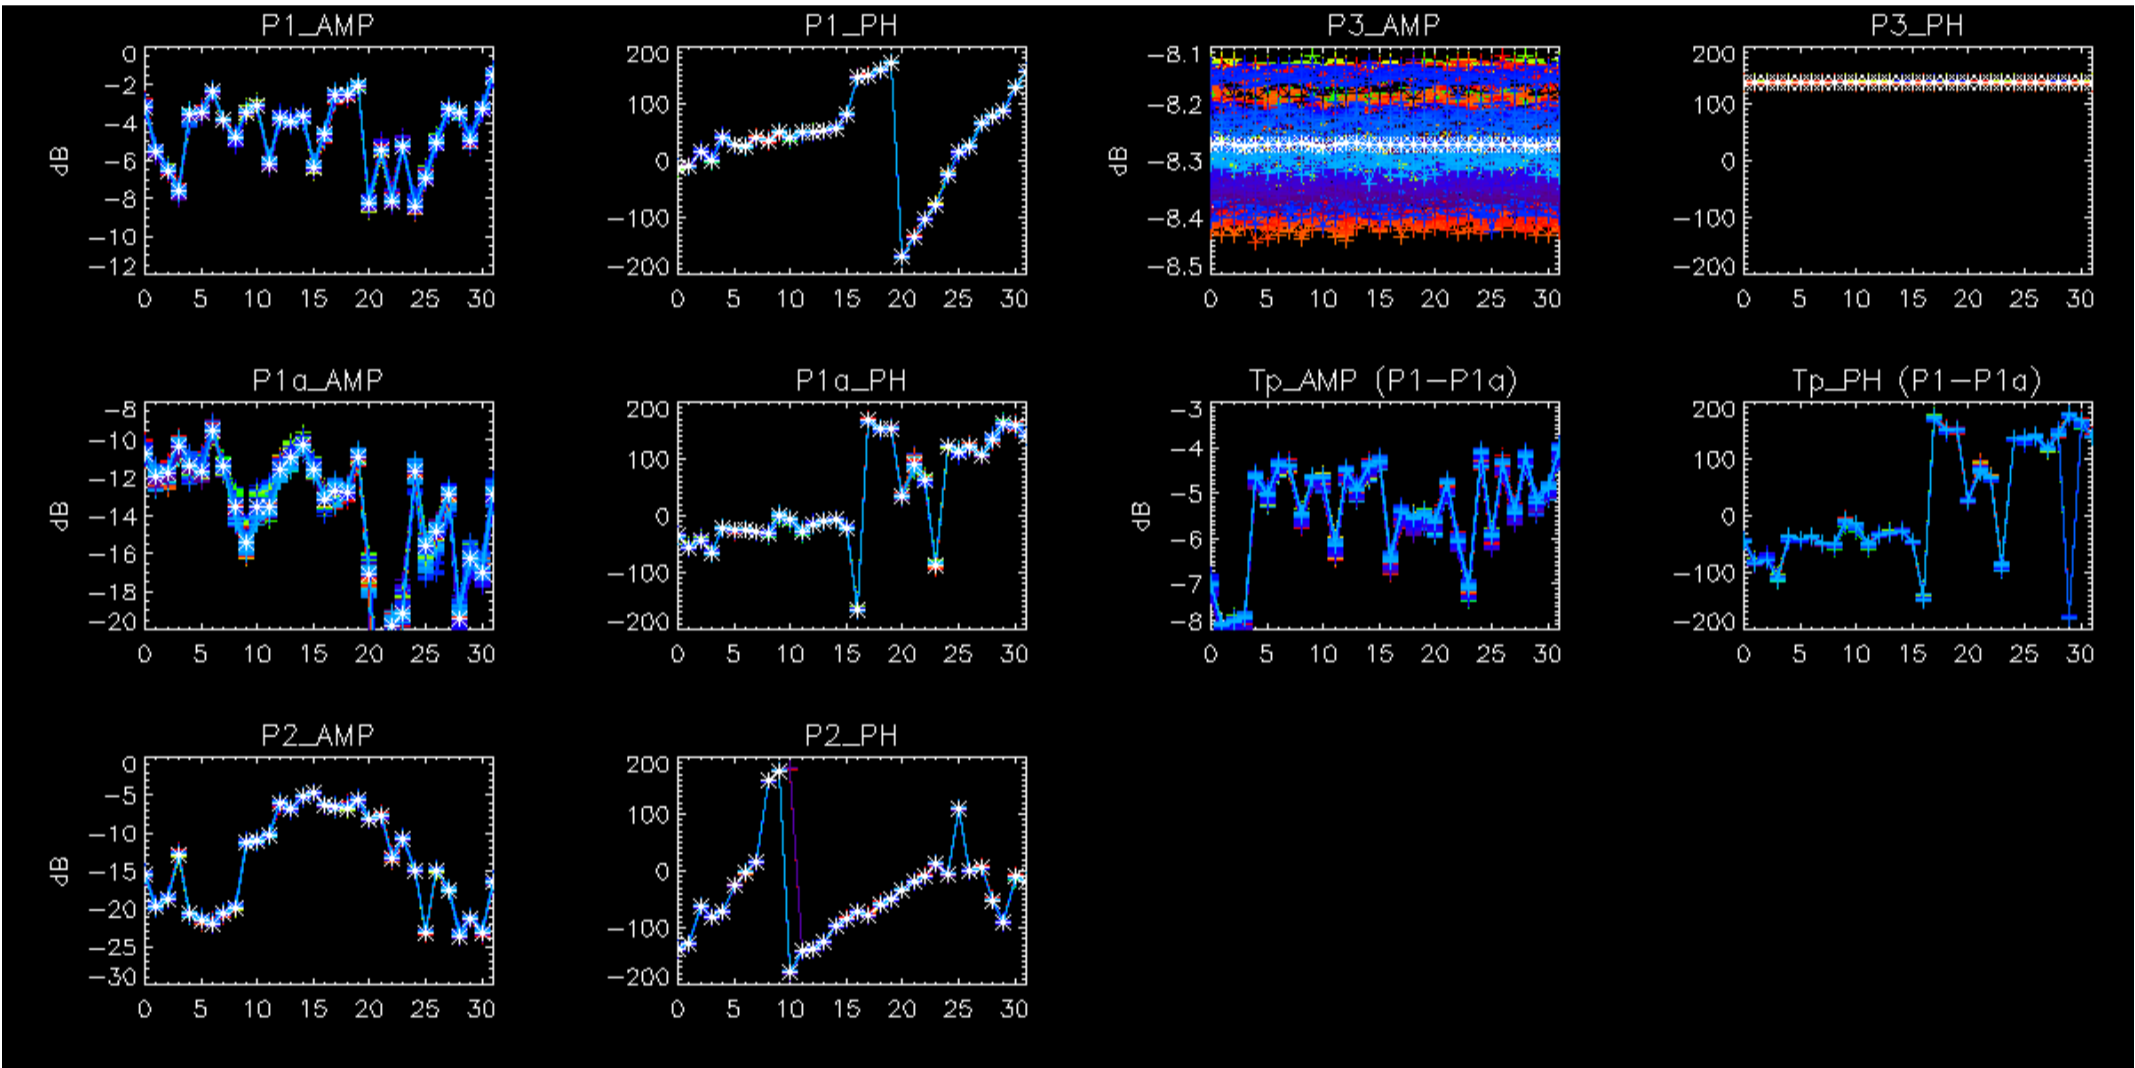 P1_AMP
P1_PH
P3_AMP
P3_PH
0
-2
-4
-6
-8
-10
-12
dB
0 5 10 15 20 25 30
200
100
0
-100
-200
0 5 10 15 20 25 30
-8.1
-8.2
-8.3
-8.4
-8.5
dB
0 5 10 15 20 25 30
200
100
0
-100
-200
0 5 10 15 20 25 30
P1a_AMP
P1a_PH
Tp_AMP (P1-P1a)
Tp_PH (P1-P1a)
-8
-10
-12
-14
-16
-18
-20
dB
0 5 10 15 20 25 30
200
100
0
-100
-200
0 5 10 15 20 25 30
-3
-4
-5
-6
-7
-8
dB
0 5 10 15 20 25 30
200
100
0
-100
-200
0 5 10 15 20 25 30
P2_AMP
P2_PH
0
-5
-10
-15
-20
-25
-30
dB
0 5 10 15 20 25 30
200
100
0
-100
-200
0 5 10 15 20 25 30